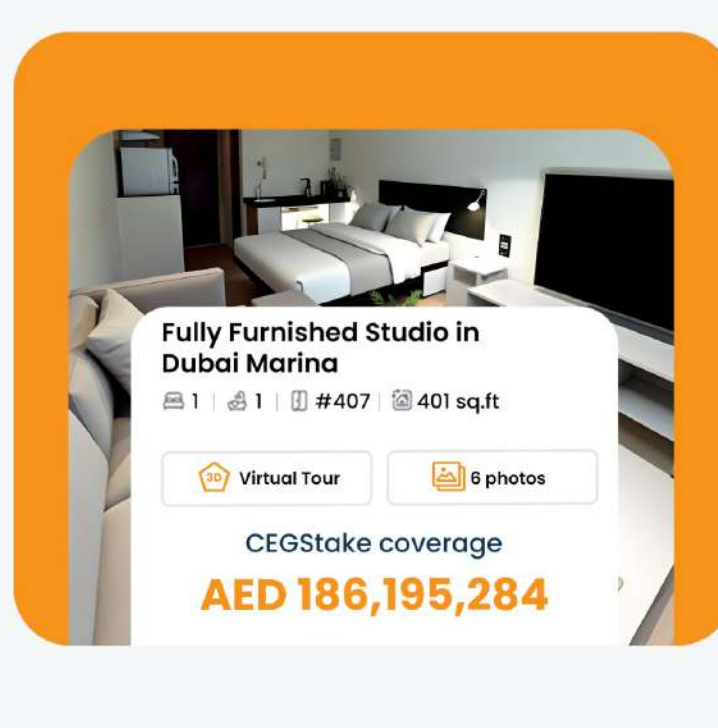 Fully Furnished Studio in
Dubai Marina
1 1 #407 401 sq.ft
3D Virtual Tour 6 photos
CEGStake coverage
AED 186,195,284